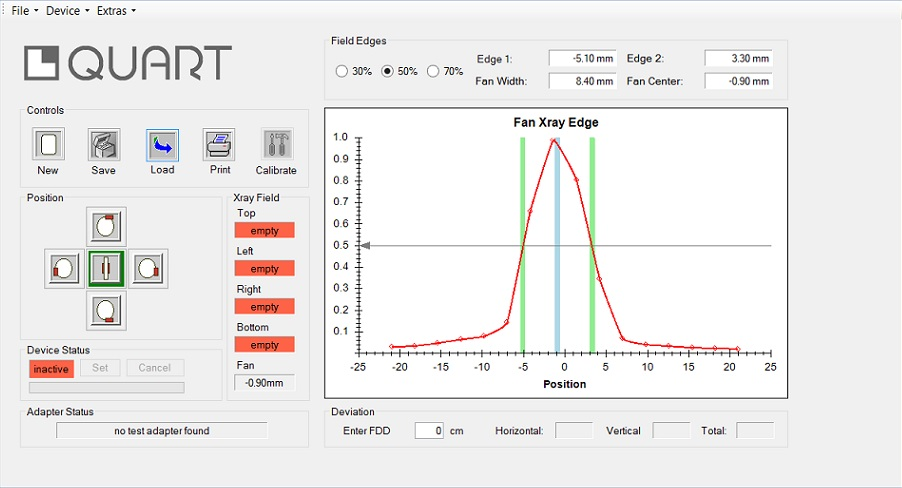 File Device Extras
QUART
Field Edges
30% 50% 70%
Edge 1: -5.10 mm Edge 2: 3.30 mm
Fan Width: 8.40 mm Fan Center: -0.90 mm
Controls
New Save Load Print Calibrate
Position
Xray Field
Top
empty
Left
empty
Right
empty
Bottom
empty
Fan
-0.90mm
Device Status
inactive Set Cancel
Adapter Status
no test adapter found
Fan Xray Edge
1.0
0.9
0.8
0.7
0.6
0.5
0.4
0.3
0.2
0.1
-25 -20 -15 -10 -5 0 5 10 15 20 25
Position
Deviation
Enter FDD 0 cm Horizontal: Vertical Total: